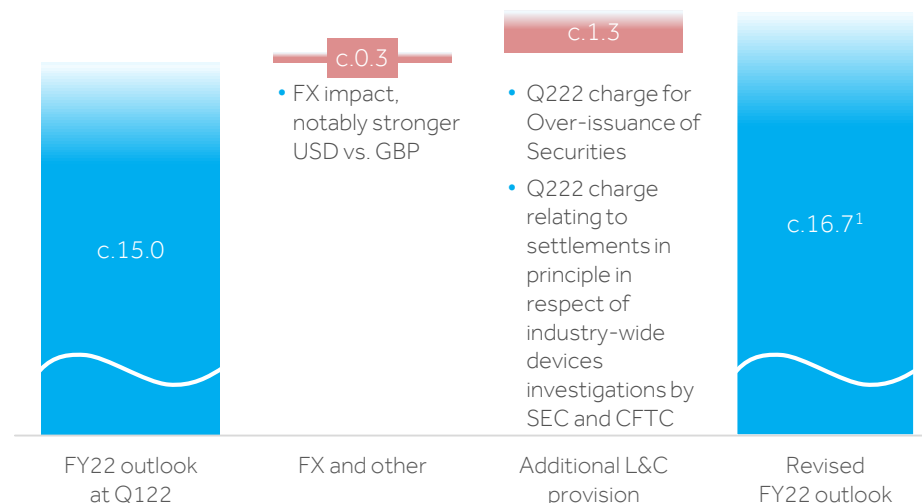 c.15.0
c.0.3
• FX impact,
notably stronger
USD vs. GBP
c.1.3
• Q222 charge for
Over-issuance of
Securities
• Q222 charge
relating to
settlements in
principle in
respect of
industry-wide
devices
investigations by
SEC and CFTC
c.16.7¹
FY22 outlook
at Q122
FX and other
Additional L&C
provision
Revised
FY22 outlook